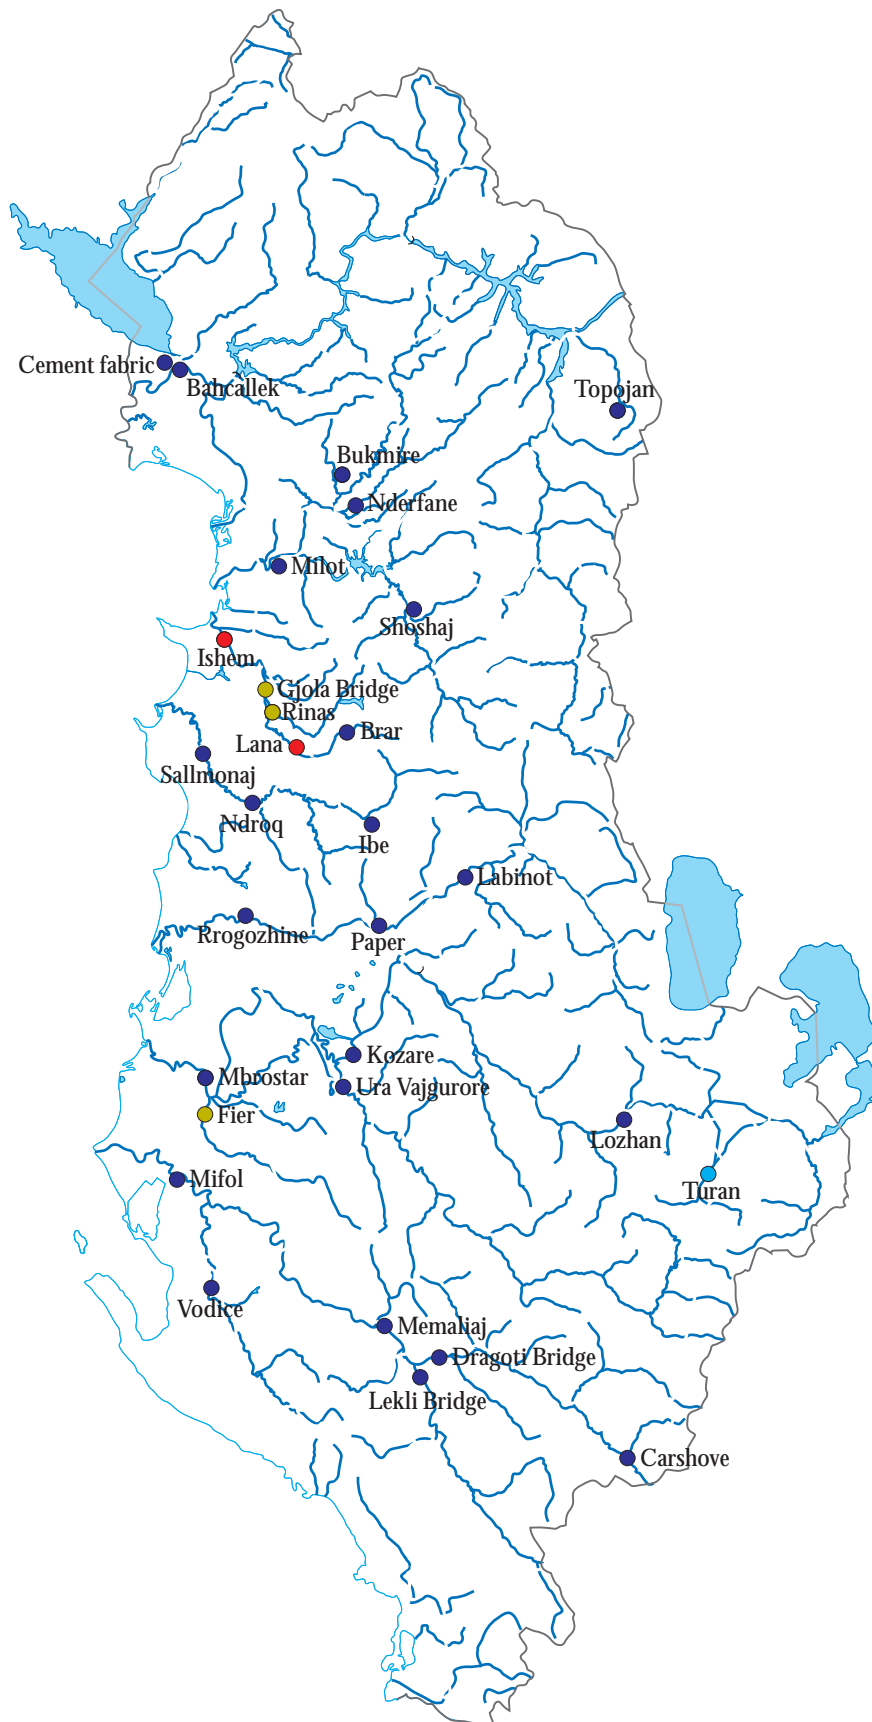 Cement fabric
Bahcallek
Topojan
Bukmire
Nderfane
Milot
Shoshaj
Ishem
Gjola Bridge
Rinas
Brar
Lana
Sallmonaj
Ndroq
Ibe
Labinot
Rrogozhine
Paper
Kozare
Mbrostar
Ura Vajgurore
Fier
Lozhan
Mifol
Turan
Vodice
Memaliaj
Dragoti Bridge
Lekli Bridge
Carshove